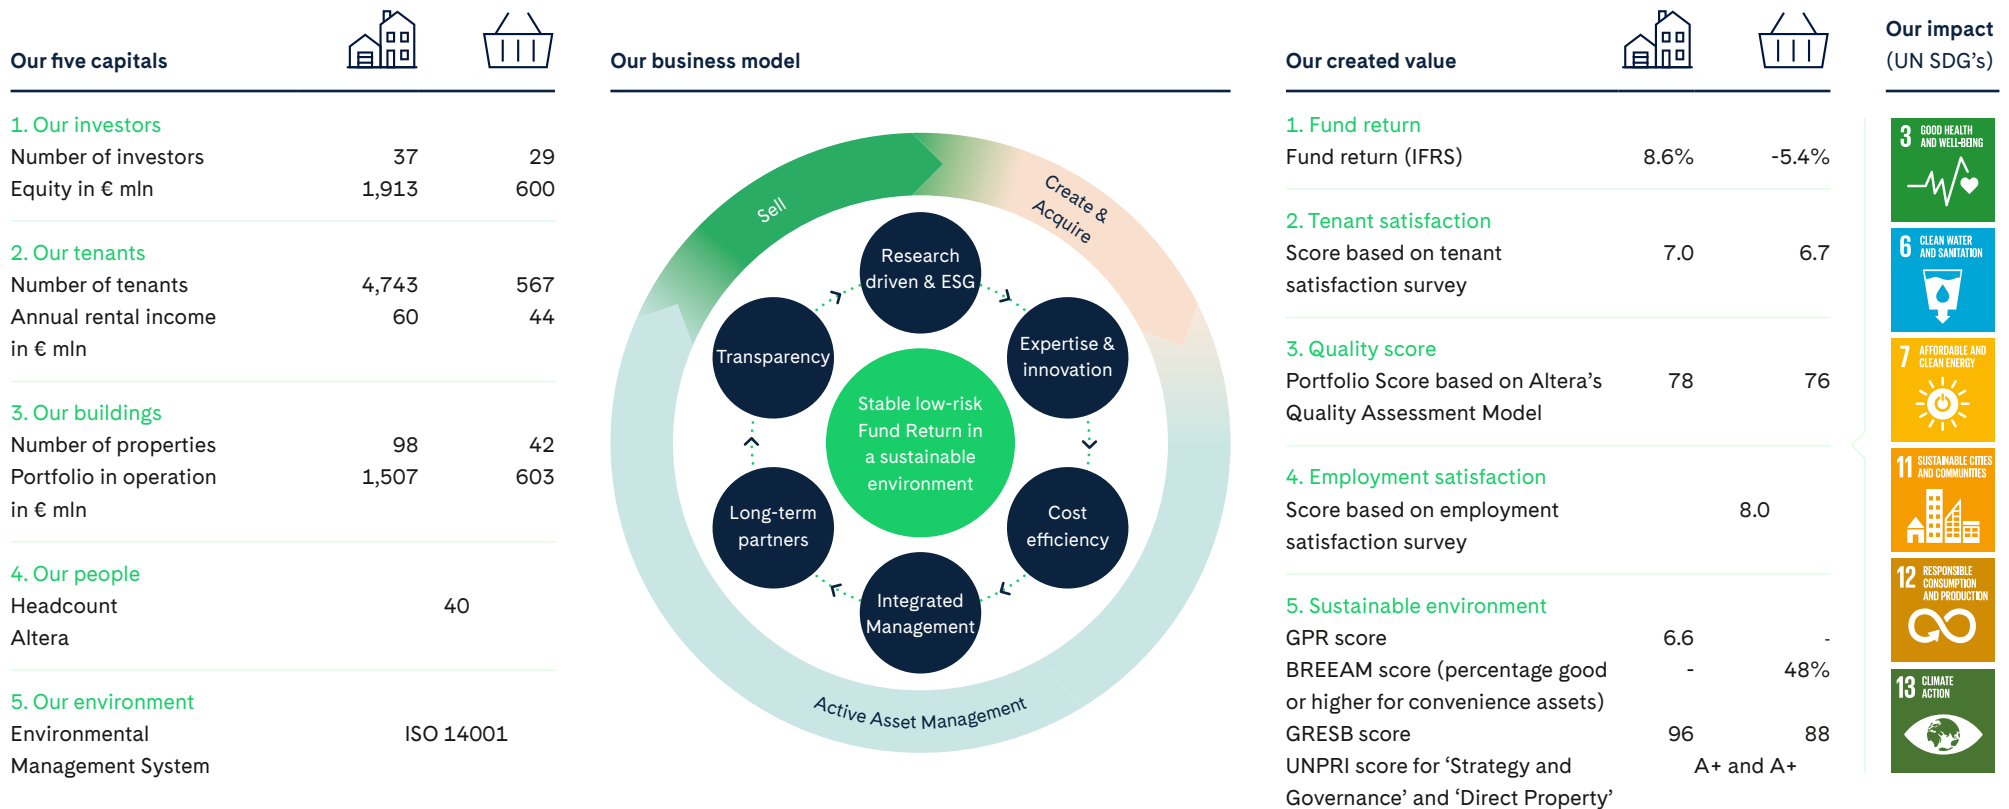 Our five capitals
1. Our investors
Number of investors 37 29
Equity in € mln 1,913 600
2. Our tenants
Number of tenants 4,743 567
Annual rental income 60 44
in € mln
3. Our buildings
Number of properties 98 42
Portfolio in operation 1,507 603
in € mln
4. Our people
Headcount 40
Altera
5. Our environment
Environmental ISO 14001
Management System
Our business model
Sell
Create &
Acquire
Active Asset Management
Research
driven & ESG
Expertise &
innovation
Cost
efficiency
Integrated
Management
Long-term
partners
Transparency
Stable low-risk
Fund Return in
a sustainable
environment
Our created value
1. Fund return
Fund return (IFRS) 8.6% -5.4%
2. Tenant satisfaction
Score based on tenant 7.0 6.7
satisfaction survey
3. Quality score
Portfolio Score based on Altera’s 78 76
Quality Assessment Model
4. Employment satisfaction
Score based on employment 8.0
satisfaction survey
5. Sustainable environment
GPR score 6.6 -
BREEAM score (percentage good - 48%
or higher for convenience assets)
GRESB score 96 88
UNPRI score for ‘Strategy and A+ and A+
Governance’ and ‘Direct Property’
Our impact
(UN SDG’s)
3 GOOD HEALTH
AND WELL-BEING
6 CLEAN WATER
AND SANITATION
7 AFFORDABLE AND
CLEAN ENERGY
11 SUSTAINABLE CITIES
AND COMMUNITIES
12 RESPONSIBLE
CONSUMPTION
AND PRODUCTION
13 CLIMATE
ACTION